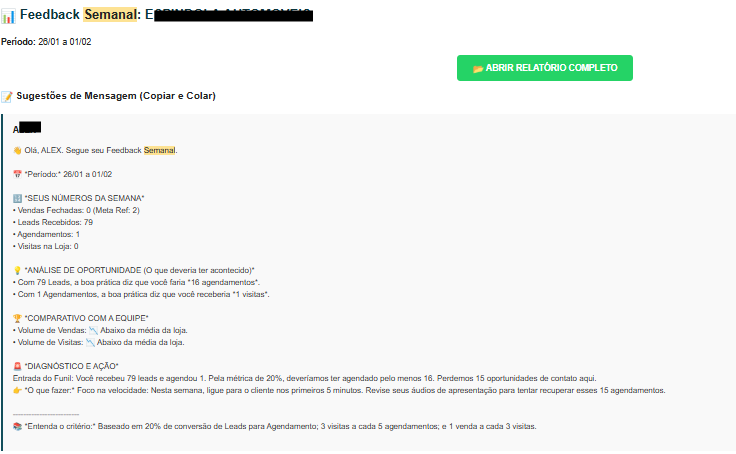 📊 Feedback Semanal: E
Período: 26/01 a 01/02
📂 ABRIR RELATÓRIO COMPLETO
📝 Sugestões de Mensagem (Copiar e Colar)
A
👋 Olá, ALEX. Segue seu Feedback Semanal.
📅 *Período:* 26/01 a 01/02
🔢 *SEUS NÚMEROS DA SEMANA*
• Vendas Fechadas: 0 (Meta Ref: 2)
• Leads Recebidos: 79
• Agendamentos: 1
• Visitas na Loja: 0
💡 *ANÁLISE DE OPORTUNIDADE (O que deveria ter acontecido)*
• Com 79 Leads, a boa prática diz que você faria *16 agendamentos*.
• Com 1 Agendamentos, a boa prática diz que você receberia *1 visitas*.
🏆 *COMPARATIVO COM A EQUIPE*
• Volume de Vendas: 📉 Abaixo da média da loja.
• Volume de Visitas: 📉 Abaixo da média da loja.
🚨 *DIAGNÓSTICO E AÇÃO*
Entrada do Funil: Você recebeu 79 leads e agendou 1. Pela métrica de 20%, deveríamos ter agendado pelo menos 16. Perdemos 15 oportunidades de contato aqui.
👉 *O que fazer:* Foco na velocidade: Nesta semana, ligue para o cliente nos primeiros 5 minutos. Revise seus áudios de apresentação para tentar recuperar esses 15 agendamentos.
------------------------------
📚 *Entenda o critério:* Baseado em 20% de conversão de Leads para Agendamento; 3 visitas a cada 5 agendamentos; e 1 venda a cada 3 visitas.